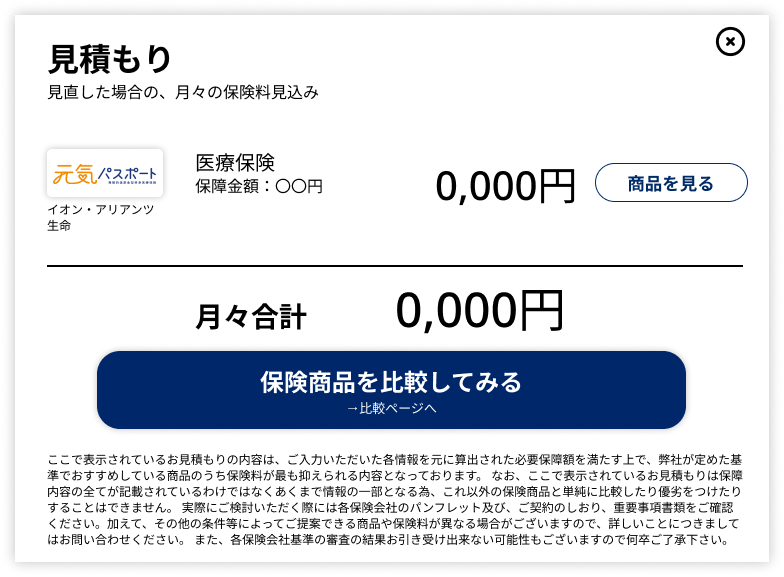 見積もり
見直した場合の、月々の保険料見込み
元気パスポート
イオン・アリアンツ
生命
医療保険
保障金額：〇〇円
0,000円
商品を見る
月々合計
0,000円
保険商品を比較してみる
→比較ページへ
ここで表示されているお見積もりの内容は、ご入力いただいた各情報を元に算出された必要保障額を満たす上で、弊社が定めた基
準でおすすめしている商品のうち保険料が最も抑えられる内容となっております。 なお、ここで表示されているお見積もりは保障
内容の全てが記載されているわけではなくあくまで情報の一部となる為、これ以外の保険商品と単純に比較したり優劣をつけたり
することはできません。 実際にご検討いただく際には各保険会社のパンフレット及び、ご契約のしおり、重要事項書類をご確認
ください。加えて、その他の条件等によってご提案できる商品や保険料が異なる場合がございますので、詳しいことにつきまして
はお問い合わせください。 また、各保険会社基準の審査の結果お引き受け出来ない可能性もございますので何卒ご了承下さい。